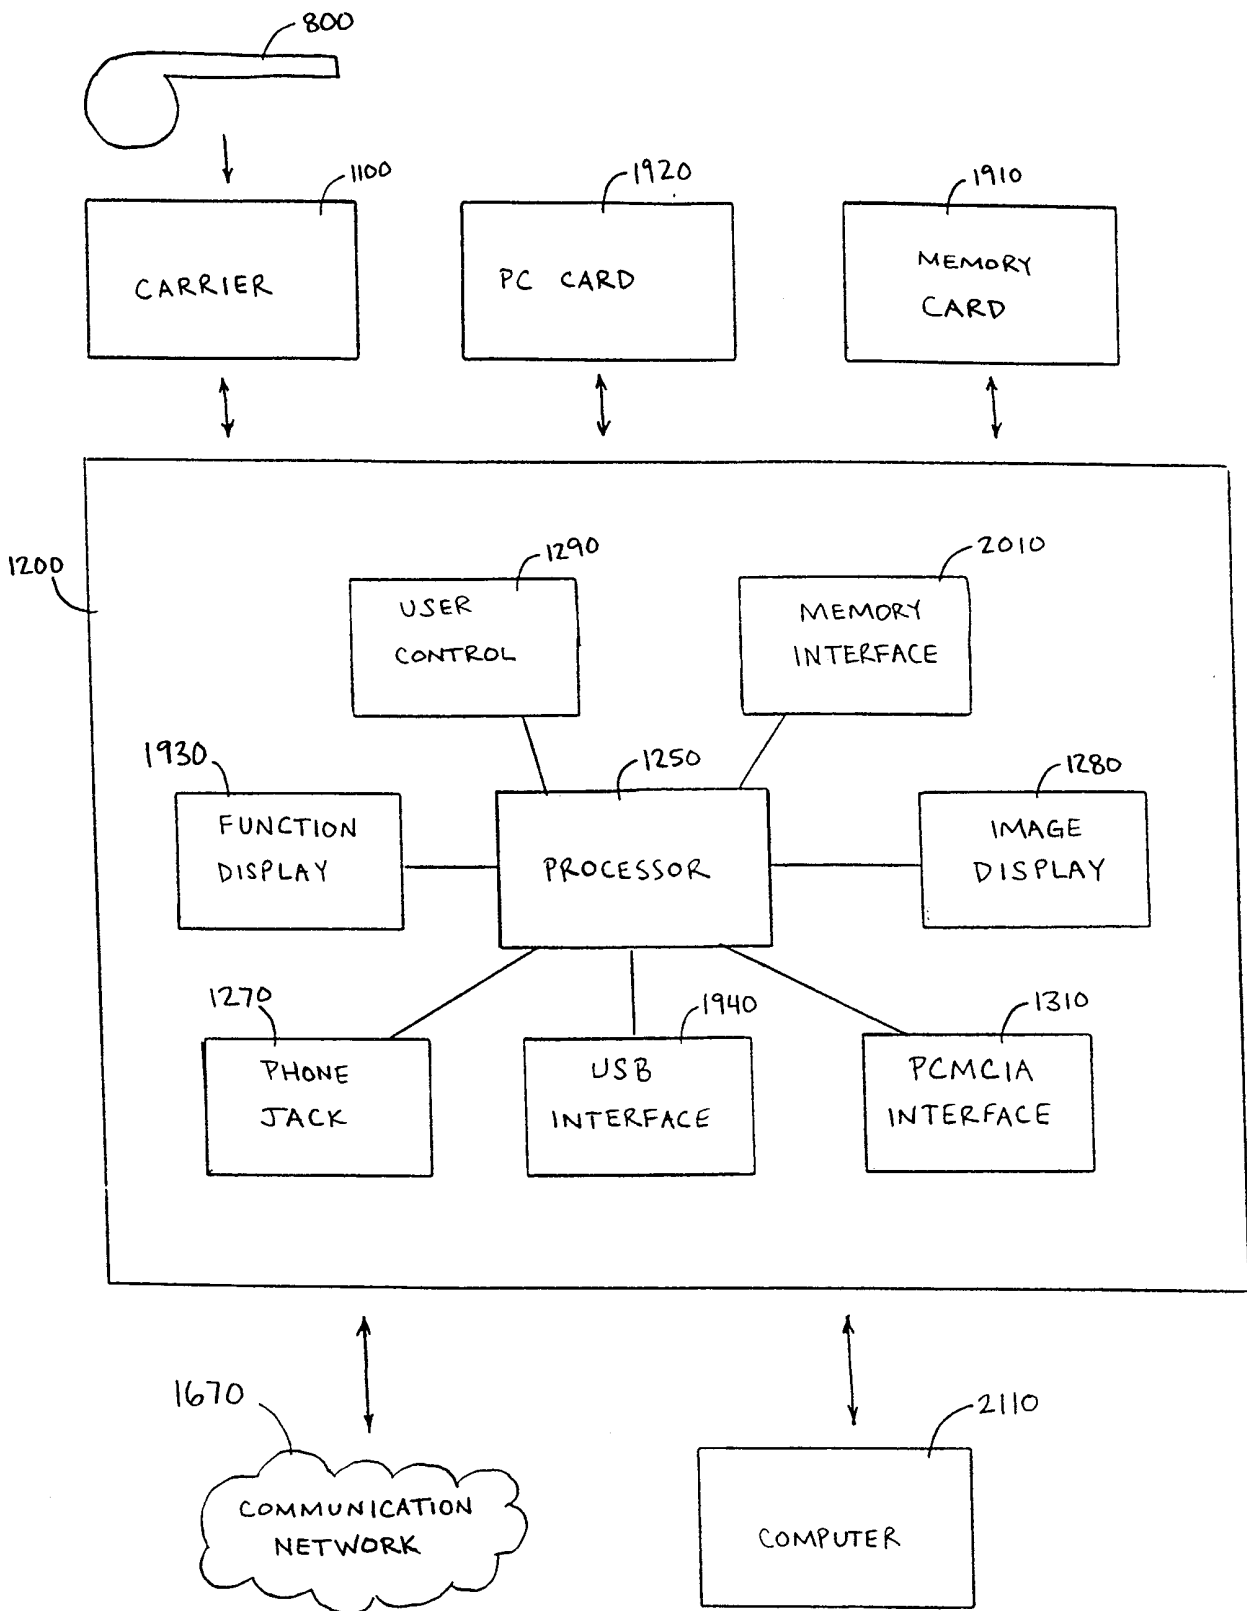 800
1100
1920
1910
CARRIER
PC CARD
MEMORY
CARD
1200
1290
2010
USER
CONTROL
MEMORY
INTERFACE
1930
1250
1280
FUNCTION
DISPLAY
PROCESSOR
IMAGE
DISPLAY
1270
1940
1310
PHONE
JACK
USB
INTERFACE
PCMCIA
INTERFACE
1670
2110
COMMUNICATION
NETWORK
COMPUTER